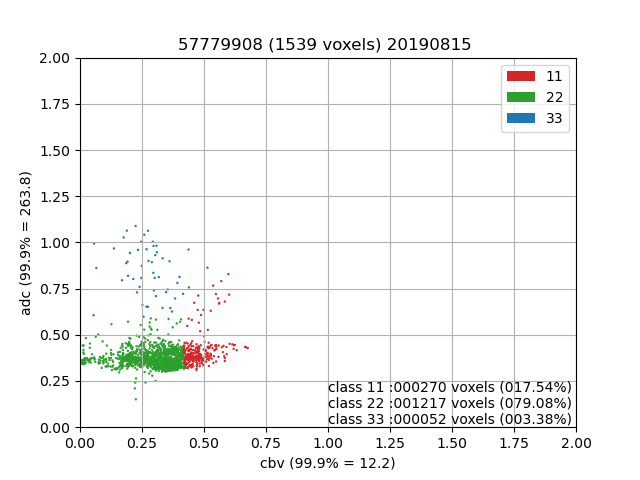 57779908 (1539 voxels) 20190815
2.00
1.75
1.50
1.25
1.00
0.75
0.50
0.25
0.00
adc (99.9% = 263.8)
11
22
33
class 11 :000270 voxels (017.54%)
class 22 :001217 voxels (079.08%)
class 33 :000052 voxels (003.38%)
0.00 0.25 0.50 0.75 1.00 1.25 1.50 1.75 2.00
cbv (99.9% = 12.2)